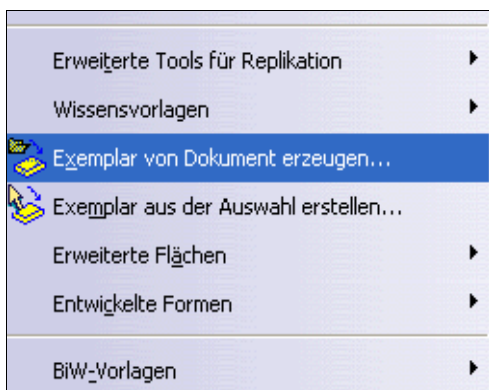 Erweiterte Tools für Replikation
Wissensvorlagen
Exemplar von Dokument erzeugen...
Exemplar aus der Auswahl erstellen...
Erweiterte Flächen
Entwickelte Formen
BiW-Vorlagen